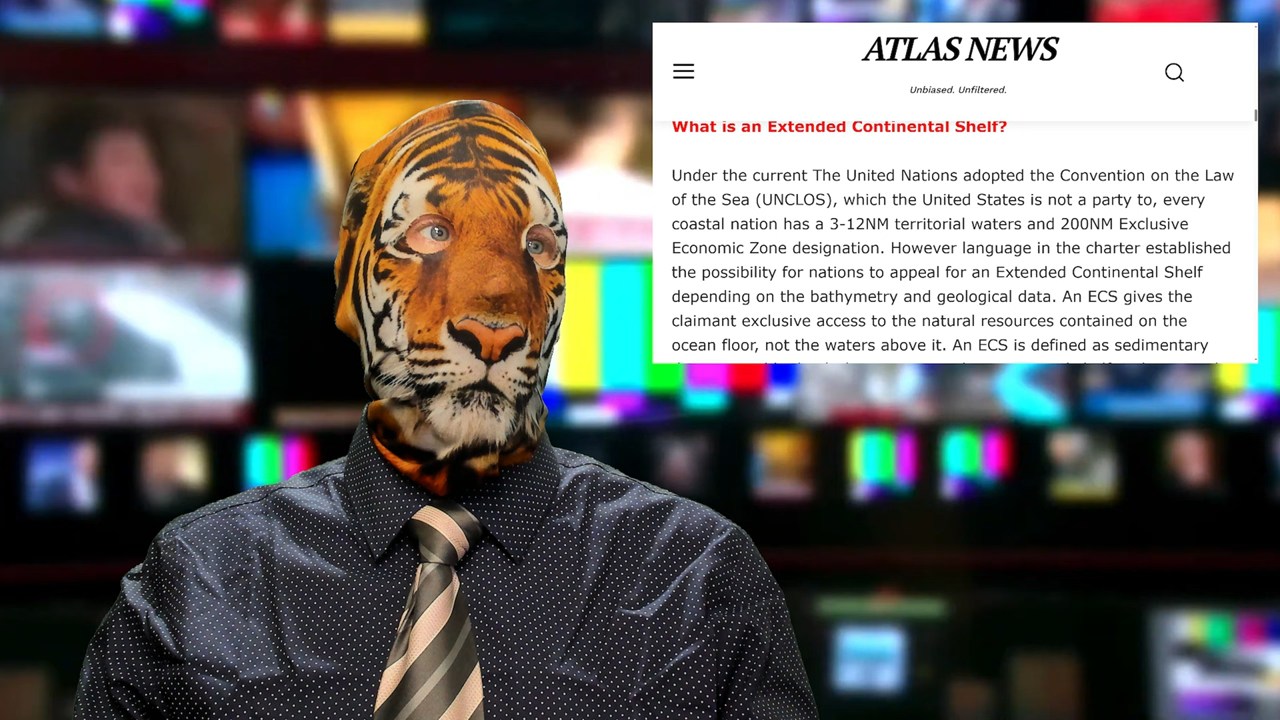 ATLAS NEWS
Unbiased. Unfiltered.
What is an Extended Continental Shelf?
Under the current The United Nations adopted the Convention on the Law
of the Sea (UNCLOS), which the United States is not a party to, every
coastal nation has a 3-12NM territorial waters and 200NM Exclusive
Economic Zone designation. However language in the charter established
the possibility for nations to appeal for an Extended Continental Shelf
depending on the bathymetry and geological data. An ECS gives the
claimant exclusive access to the natural resources contained on the
ocean floor, not the waters above it. An ECS is defined as sedimentary